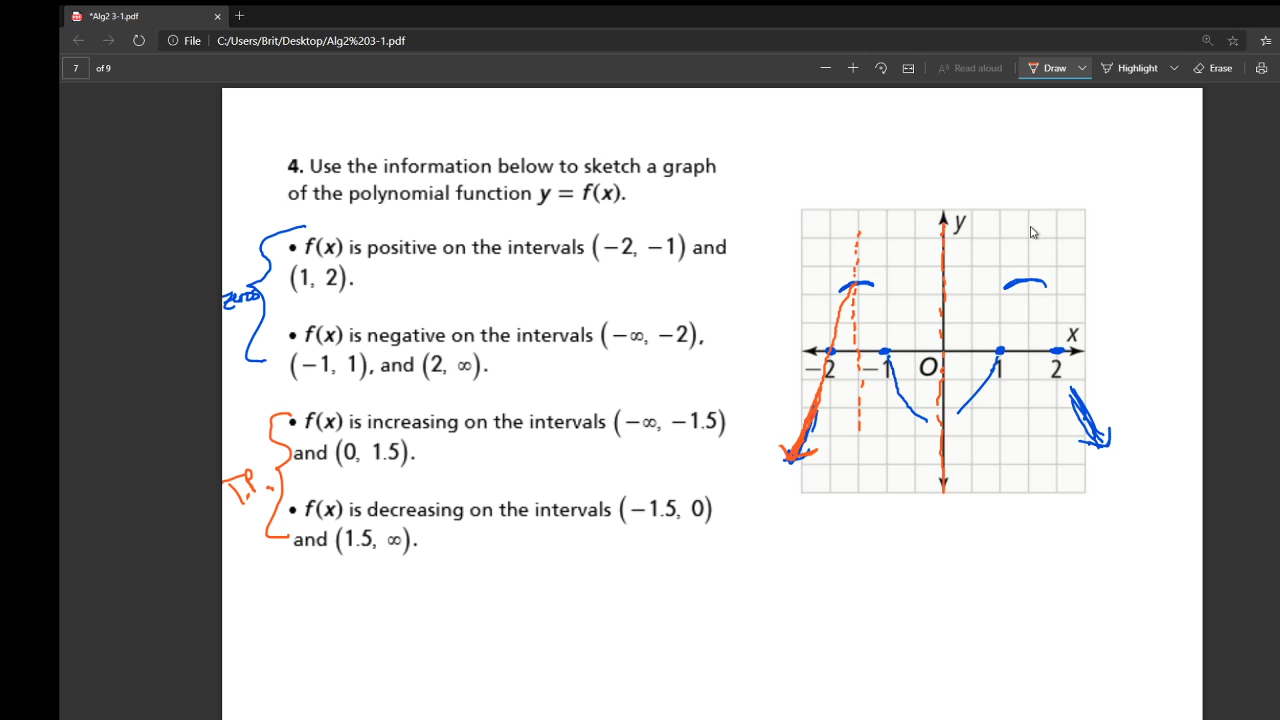 *Alg2 3-1.pdf
File C:/Users/Brit/Desktop/Alg2%203-1.pdf
7 of 9
Read aloud
Draw
Highlight
Erase
4. Use the information below to sketch a graph
of the polynomial function y = f(x).
• f(x) is positive on the intervals (−2, −1) and
(1, 2).
zeros
• f(x) is negative on the intervals (−∞, −2),
(−1, 1), and (2, ∞).
• f(x) is increasing on the intervals (−∞, −1.5)
and (0, 1.5).
T.P.
• f(x) is decreasing on the intervals (−1.5, 0)
and (1.5, ∞).
y
x
−2 −1 O 1 2